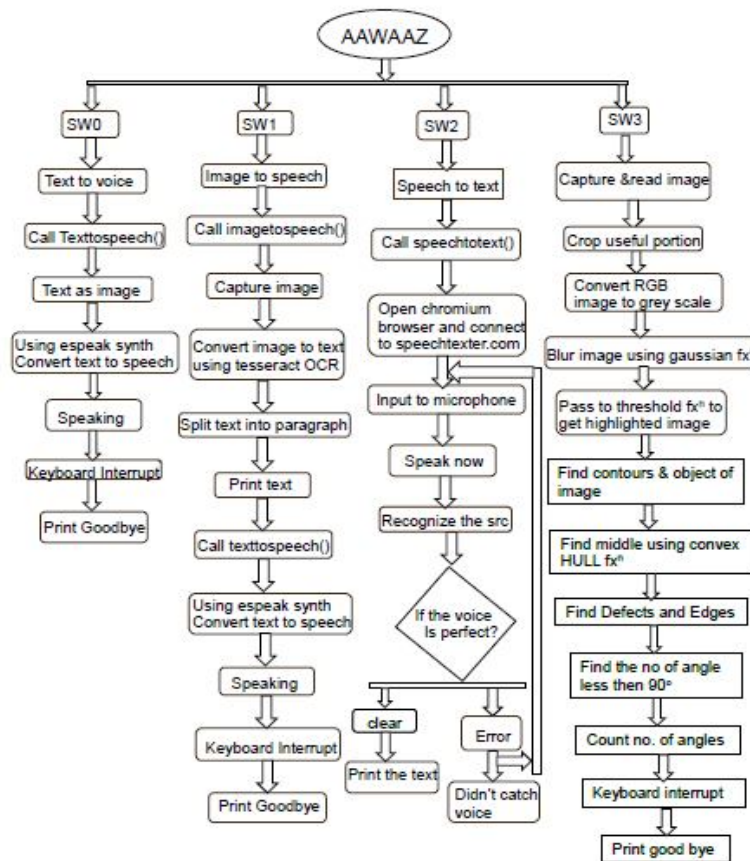 AAWAAZ
SW0
Text to voice
Call Texttospeech()
Text as image
Using espeak synth
Convert text to speech
Speaking
Keyboard Interrupt
Print Goodbye
SW1
Image to speech
Call imagetospeech()
Capture image
Convert image to text
using tesseract OCR
Split text into paragraph
Print text
Call texttospeech()
Using espeak synth
Convert text to speech
Speaking
Keyboard Interrupt
Print Goodbye
SW2
Speech to text
Call speechtotext()
Open chromium
browser and connect
to speechtexter.com
Input to microphone
Speak now
Recognize the src
If the voice
Is perfect?
clear
Print the text
Error
Didn't catch
voice
SW3
Capture &read image
Crop useful portion
Convert RGB
image to grey scale
Blur image using gaussian fx
Pass to threshold fxⁿ to
get highlighted image
Find contours & object of
image
Find middle using convex
HULL fxⁿ
Find Defects and Edges
Find the no of angle
less then 90°
Count no. of angles
Keyboard interrupt
Print good bye